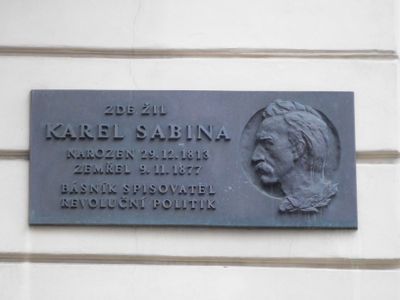 ZDE ŽIL
KAREL SABINA
NAROZEN 29.12.1813
ZEMŘEL 9.11.1877
BÁSNÍK SPISOVATEL
REVOLUČNÍ POLITIK